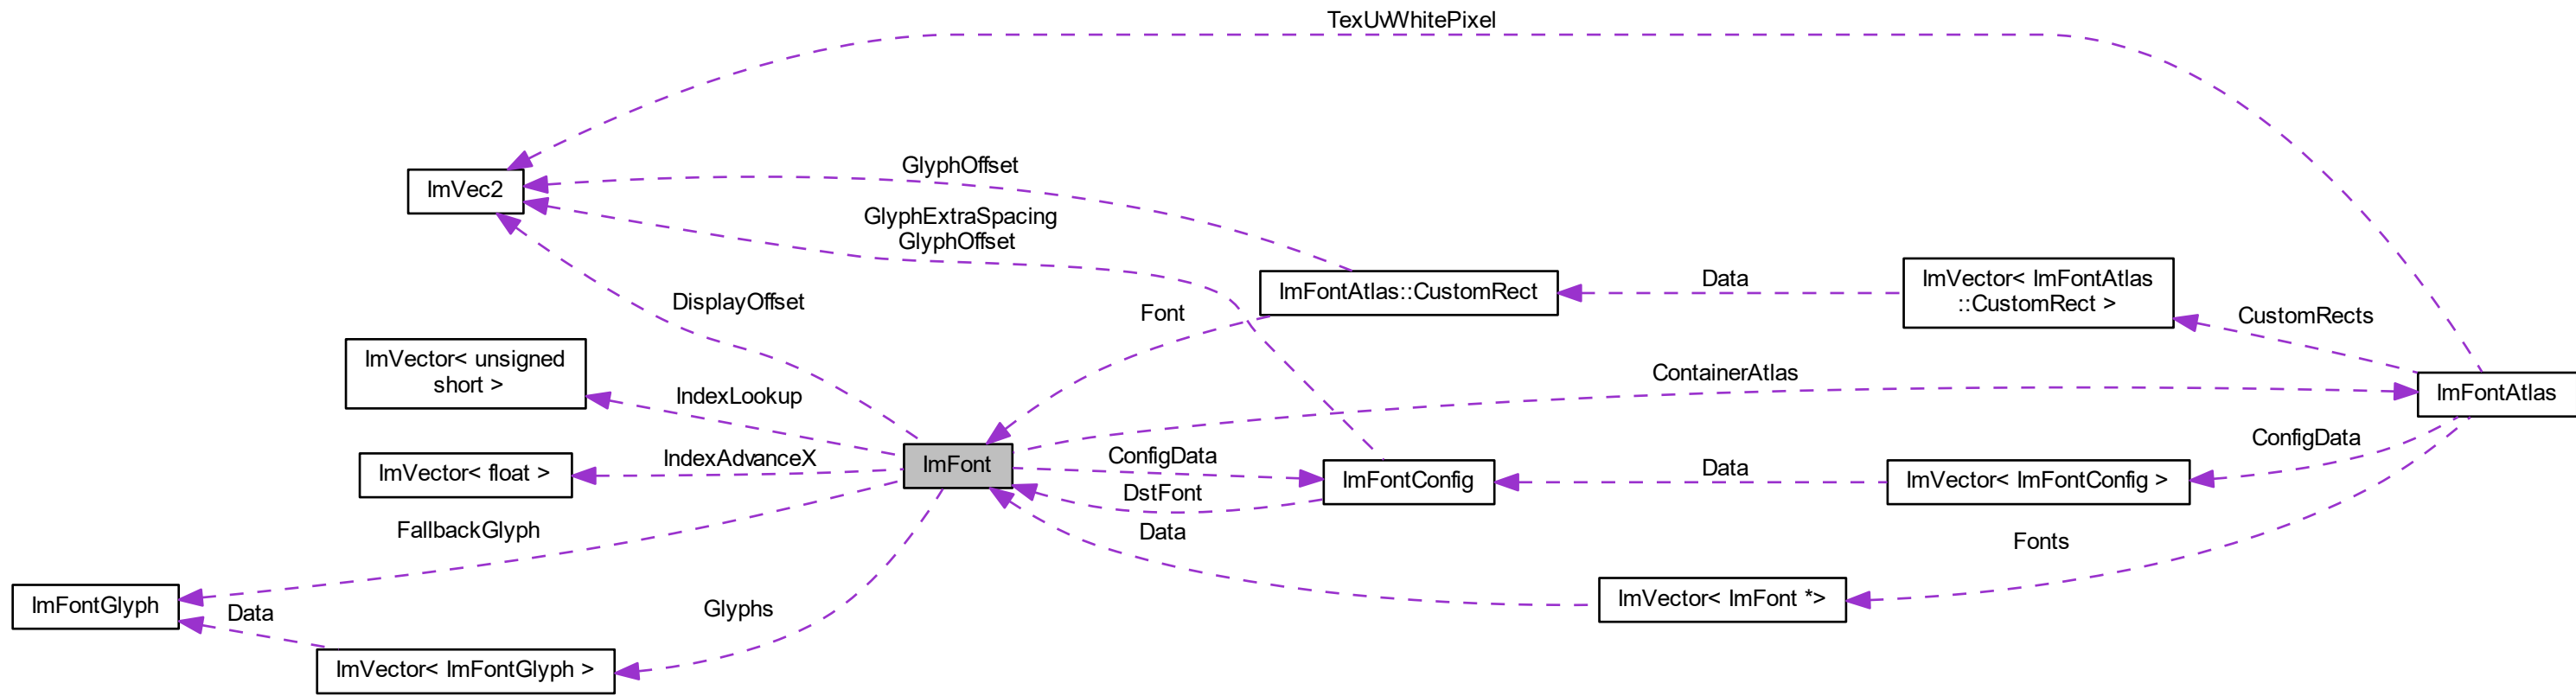 TexUvWhitePixel
GlyphOffset
ImVec2
GlyphExtraSpacing
GlyphOffset
ImFontAtlas::CustomRect
Data
ImVector< ImFontAtlas
::CustomRect >
DisplayOffset
Font
CustomRects
ImVector< unsigned
short >
IndexLookup
ContainerAtlas
ImFontAtlas
IndexAdvanceX
ImVector< float >
ImFont
ConfigData
DstFont
Data
ImFontConfig
Data
ImVector< ImFontConfig >
ConfigData
FallbackGlyph
Fonts
ImFontGlyph
Data
Glyphs
ImVector< ImFont *>
ImVector< ImFontGlyph >